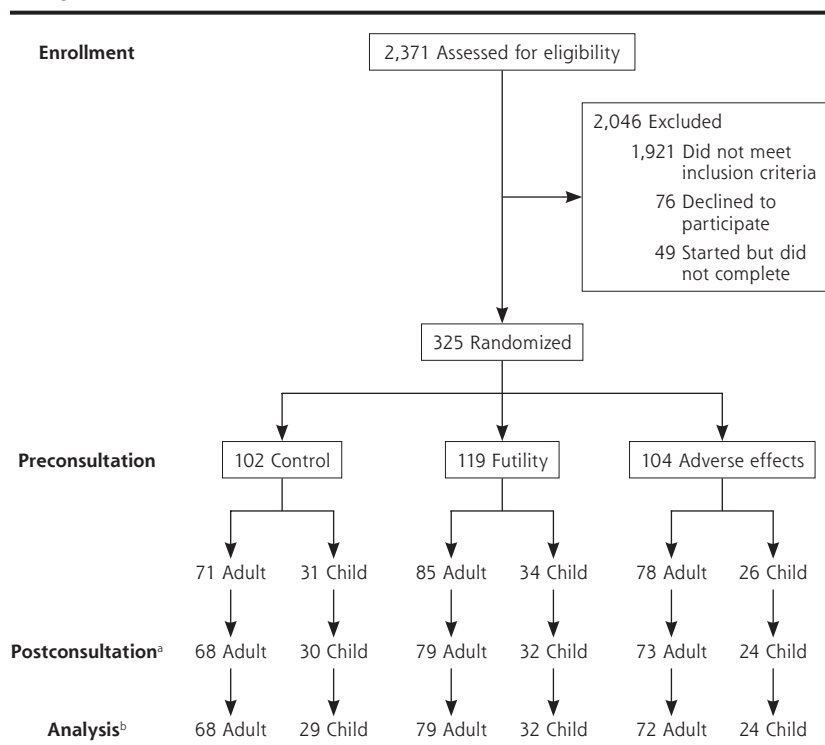 Enrollment
2,371 Assessed for eligibility
2,046 Excluded
1,921 Did not meet
inclusion criteria
76 Declined to
participate
49 Started but did
not complete
325 Randomized
Preconsultation
102 Control
119 Futility
104 Adverse effects
71 Adult
31 Child
85 Adult
34 Child
78 Adult
26 Child
Postconsultationᵃ
68 Adult
30 Child
79 Adult
32 Child
73 Adult
24 Child
Analysisᵇ
68 Adult
29 Child
79 Adult
32 Child
72 Adult
24 Child